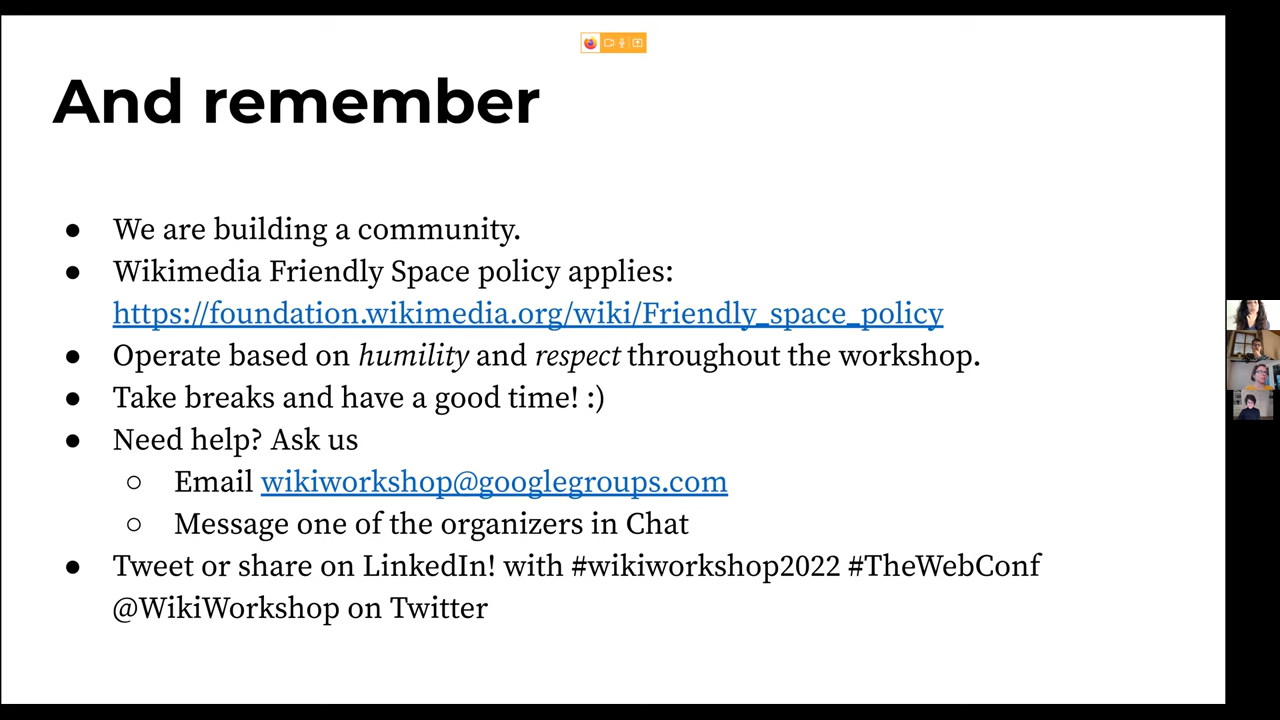 And remember
● We are building a community.
● Wikimedia Friendly Space policy applies:
https://foundation.wikimedia.org/wiki/Friendly_space_policy
● Operate based on humility and respect throughout the workshop.
● Take breaks and have a good time! :)
● Need help? Ask us
○ Email wikiworkshop@googlegroups.com
○ Message one of the organizers in Chat
● Tweet or share on LinkedIn! with #wikiworkshop2022 #TheWebConf
@WikiWorkshop on Twitter